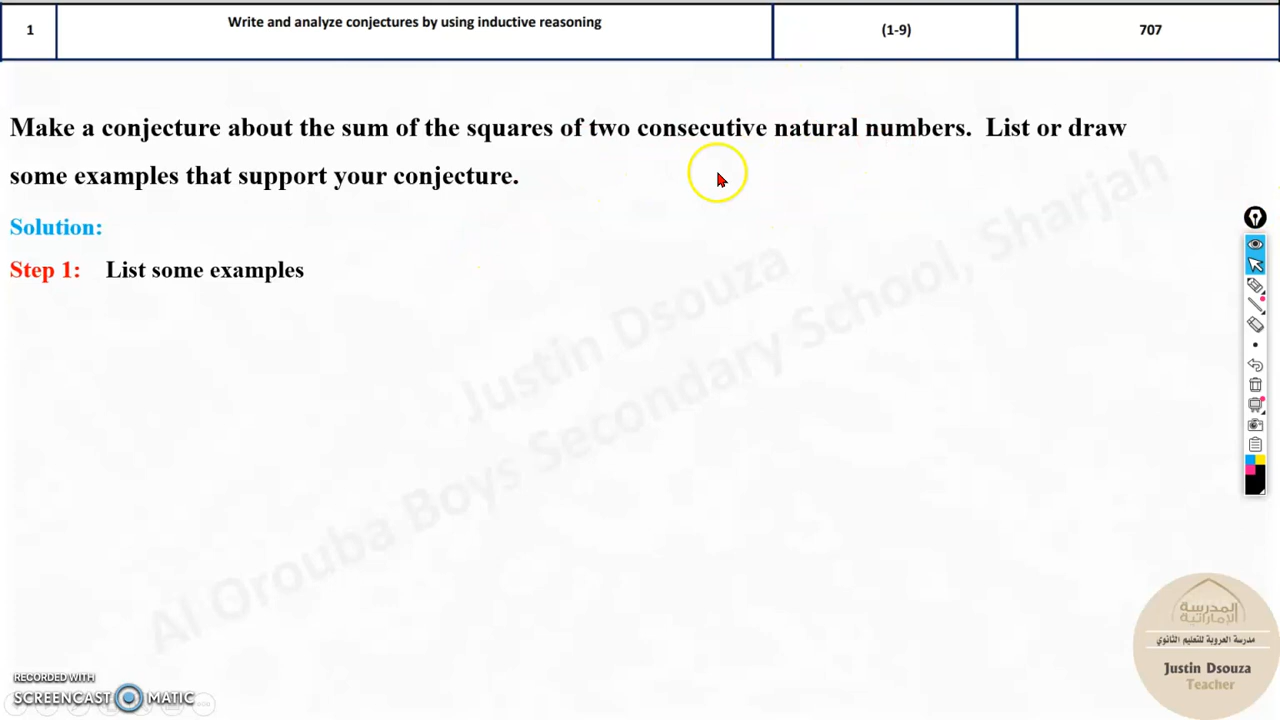 1
Write and analyze conjectures by using inductive reasoning
(1-9)
707
Make a conjecture about the sum of the squares of two consecutive natural numbers. List or draw
some examples that support your conjecture.
Solution:
Step 1: List some examples
Justin Dsouza
Al Orouba Boys Secondary School, Sharjah
المدرسة
الإماراتية
مدرسة العروبة للتعليم الثانوي
Justin Dsouza
Teacher
RECORDED WITH
SCREENCAST MATIC